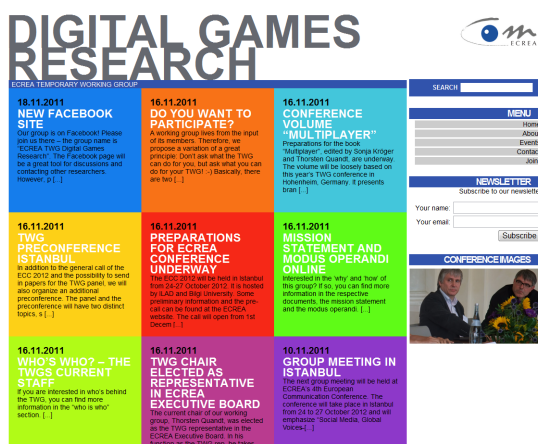 DIGITAL GAMES
RESEARCH
ECREA
ECREA TEMPORARY WORKING GROUP
18.11.2011
NEW FACEBOOK
SITE
Our group is on Facebook! Please
join us there – the group name is
"ECREA TWG Digital Games
Research". The Facebook page will
be a great tool for discussions and
contacting other researchers.
However, p [...]
16.11.2011
DO YOU WANT TO
PARTICIPATE?
A working group lives from the input
of its members. Therefore, we
propose a variation of a great
principle: Don't ask what the TWG
can do for you, but ask what you can
do for your TWG! :-) Basically, there
are two [...]
16.11.2011
CONFERENCE
VOLUME
"MULTIPLAYER"
Preparations for the book
"Multiplayer", edited by Sonja Kröger
and Thorsten Quandt, are underway.
The volume will be loosely based on
this year's TWG conference in
Hohenheim, Germany. It presents
bran [...]
16.11.2011
TWG
PRECONFERENCE
ISTANBUL
In addition to the general call of the
ECC 2012 and the possibility to send
in papers for the TWG panel, we will
also organize an additional
preconference. The panel and the
preconference will have two distinct
topics, s [...]
16.11.2011
PREPARATIONS
FOR ECREA
CONFERENCE
UNDERWAY
The ECC 2012 will be held in Istanbul
from 24-27 October 2012. It is hosted
by ILAD and Bigi University. Some
preliminary information and the pre-
call can be found at the ECREA
website. The call will open from 1st
Decem [...]
16.11.2011
MISSION
STATEMENT AND
MODUS OPERANDI
ONLINE
Interested in the 'why' and 'how' of
this group? If so, you can find more
information in the respective
documents, the mission statement
and the modus operandi. [...]
16.11.2011
WHO'S WHO? – THE
TWGS CURRENT
STAFF
If you are interested in who's behind
the TWG, you can find more
information in the "who is who"
section. [...]
16.11.2011
TWG CHAIR
ELECTED AS
REPRESENTATIVE
IN ECREA
EXECUTIVE BOARD
The current chair of our working
group, Thorsten Quandt, was elected
as the TWG representative in the
ECREA Executive Board. In his
function as the TWG rep, he takes
10.11.2011
GROUP MEETING IN
ISTANBUL
The next group meeting will be held at
ECREA's 4th European
Communication Conference. The
conference will take place in Istanbul
from 24 to 27 October 2012 and will
emphasize "Social Media, Global
Voices-[...]
SEARCH
MENU
Home
Abou
Event
Contac
Join
NEWSLETTER
Subscribe to our newslette
Your name:
Your email:
Subscribe
CONFERENCE IMAGES